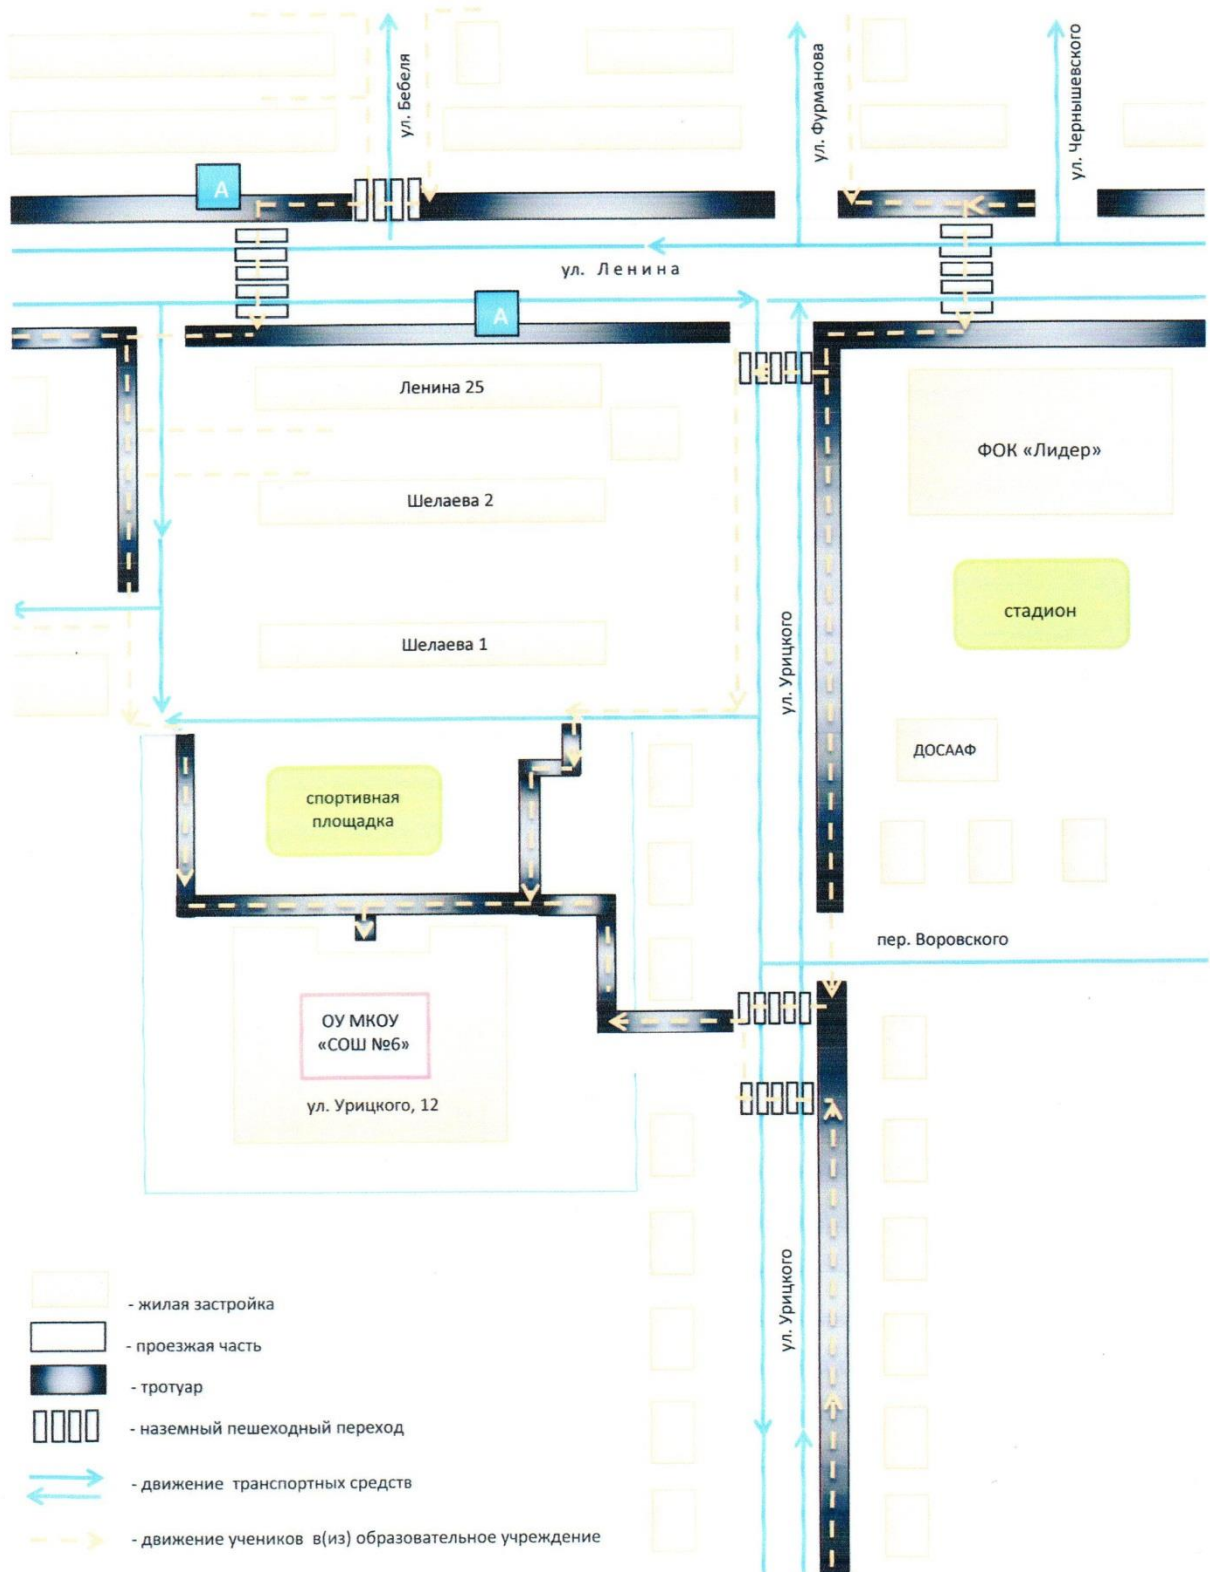 ул. Бебеля
ул. Фурманова
ул. Чернышевского
А
ул. Ленина
А
Ленина 25
ФОК «Лидер»
Шелаева 2
стадион
Шелаева 1
ул. Урицкого
ДОСААФ
спортивная
площадка
пер. Воровского
ОУ МКОУ
«СОШ №6»
ул. Урицкого, 12
ул. Урицкого
- жилая застройка
- проезжая часть
- тротуар
- наземный пешеходный переход
- движение транспортных средств
- движение учеников в(из) образовательное учреждение